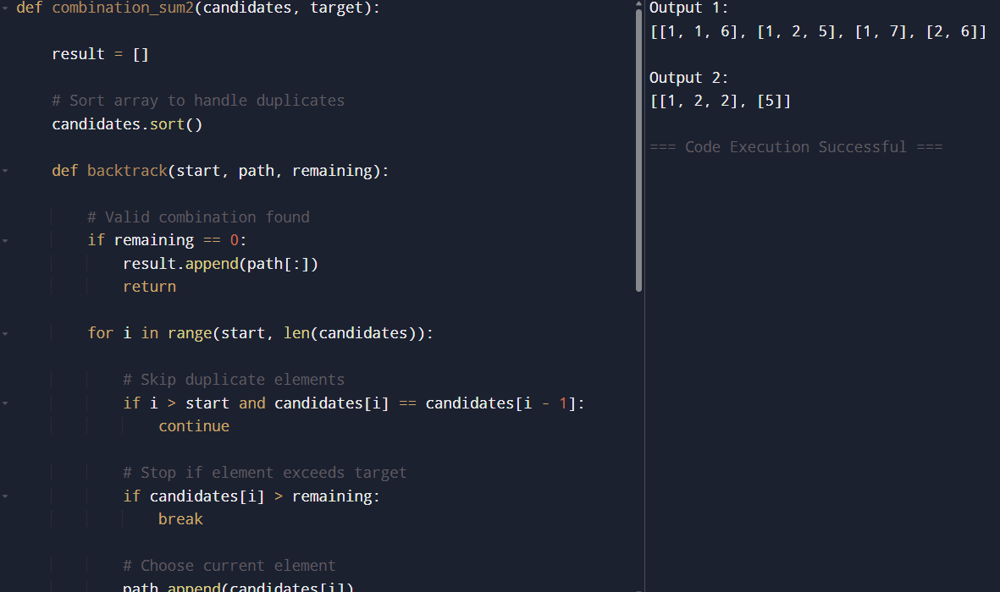 def combination_sum2(candidates, target):
    result = []
    # Sort array to handle duplicates
    candidates.sort()
    def backtrack(start, path, remaining):
        # Valid combination found
        if remaining == 0:
            result.append(path[:])
            return
        for i in range(start, len(candidates)):
            # Skip duplicate elements
            if i > start and candidates[i] == candidates[i - 1]:
                continue
            # Stop if element exceeds target
            if candidates[i] > remaining:
                break
            # Choose current element
            path.append(candidates[i])
Output 1:
[[1, 1, 6], [1, 2, 5], [1, 7], [2, 6]]
Output 2:
[[1, 2, 2], [5]]
=== Code Execution Successful ===